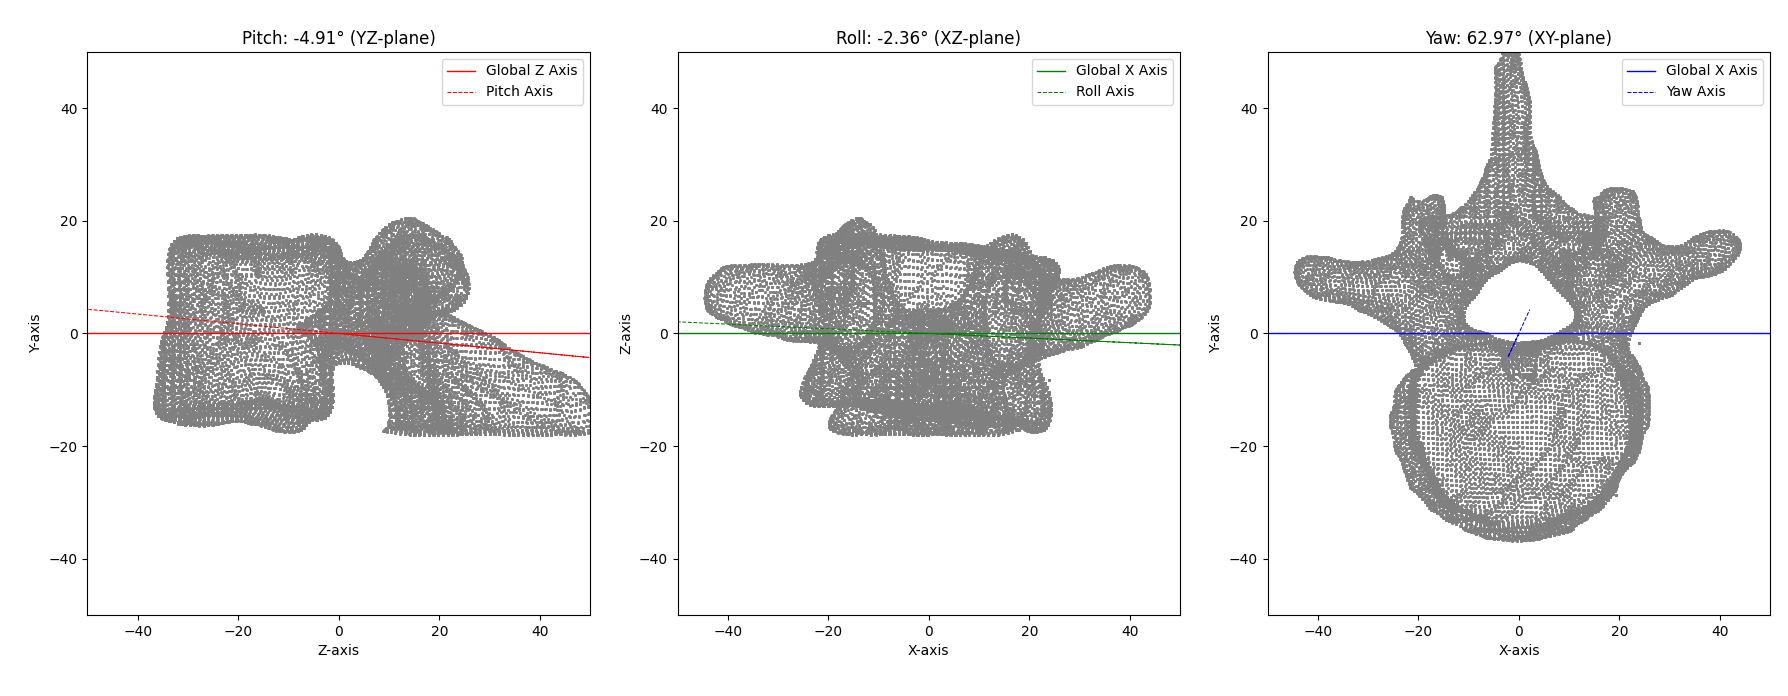 Pitch: -4.91° (YZ-plane)
Global Z Axis
Pitch Axis
40
20
0
−20
−40
Y-axis
−40 −20 0 20 40
Z-axis
Roll: -2.36° (XZ-plane)
Global X Axis
Roll Axis
40
20
0
−20
−40
Z-axis
−40 −20 0 20 40
X-axis
Yaw: 62.97° (XY-plane)
Global X Axis
Yaw Axis
40
20
0
−20
−40
Y-axis
−40 −20 0 20 40
X-axis